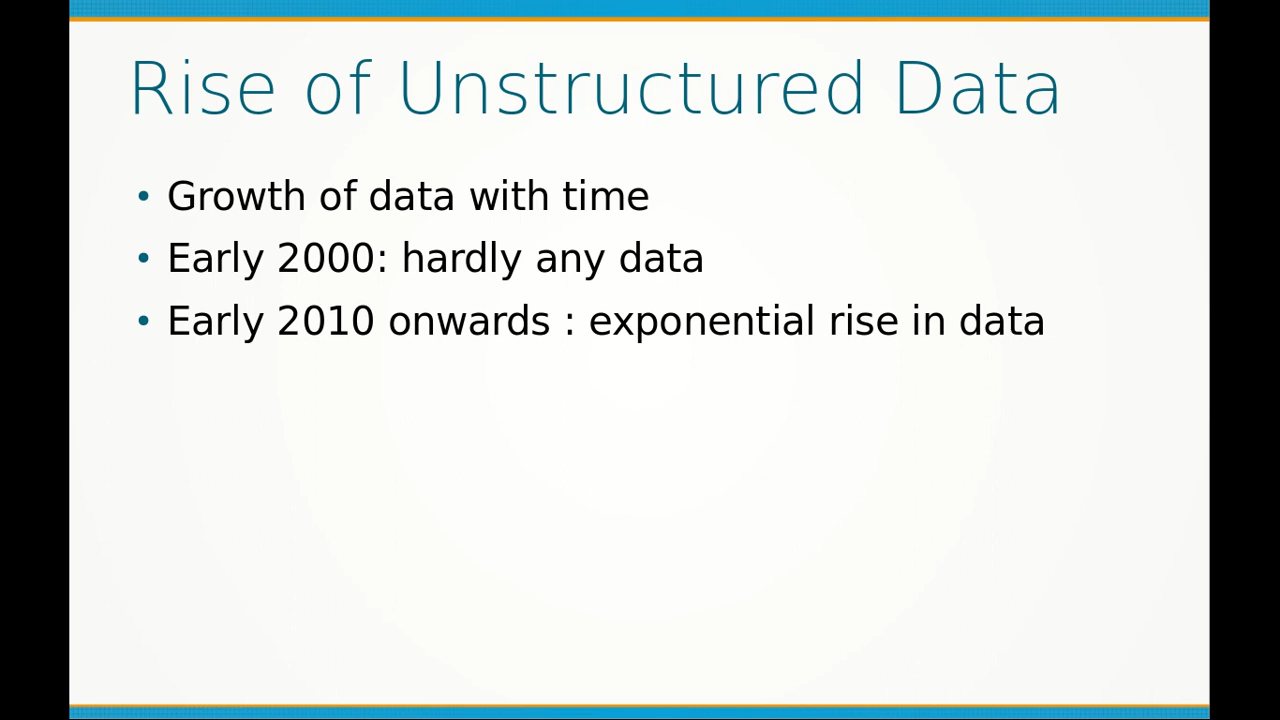 Rise of Unstructured Data
• Growth of data with time
• Early 2000: hardly any data
• Early 2010 onwards : exponential rise in data